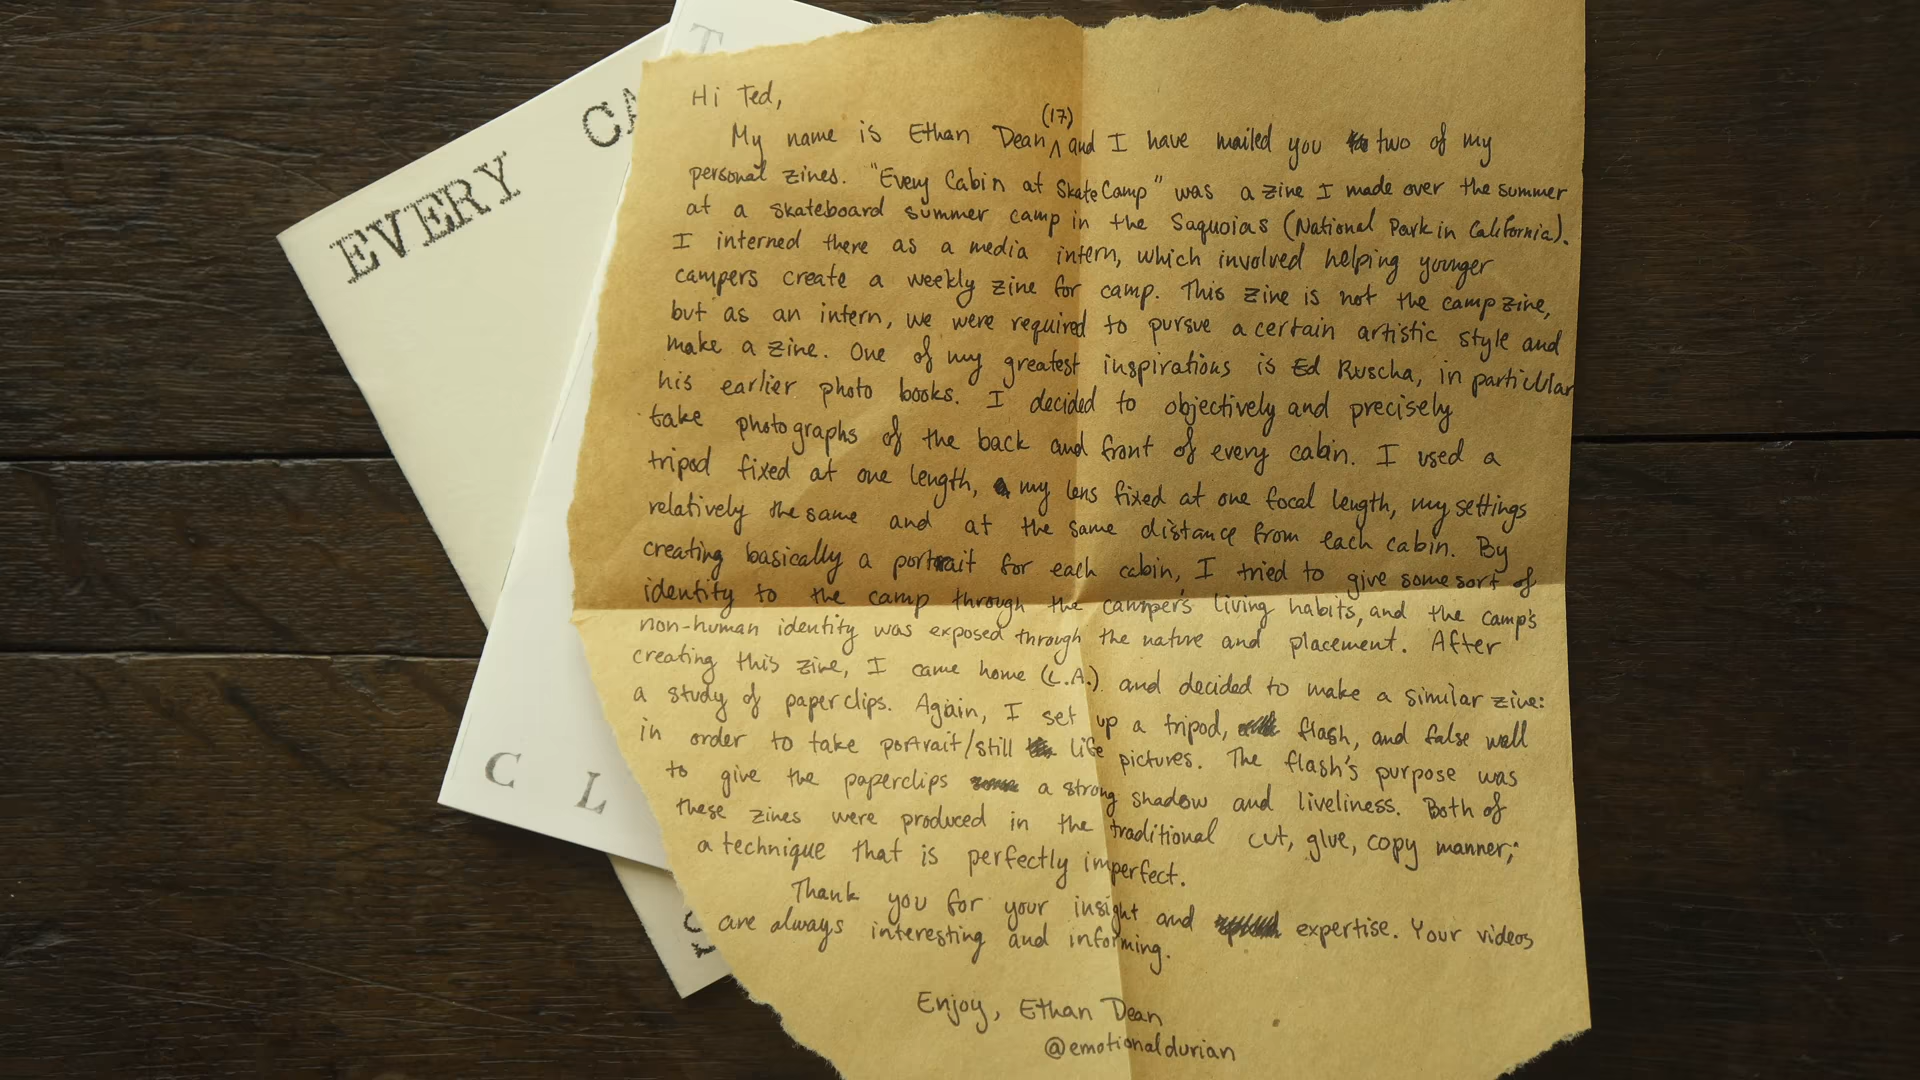 T
EVERY CA
Hi Ted,
(17)
My name is Ethan Dean ^ and I have mailed you two of my
personal zines. "Every Cabin at Skate Camp" was a zine I made over the summer
at a skateboard summer camp in the Saquoias (National Park in California).
I interned there as a media intern, which involved helping younger
campers create a weekly zine for camp. This zine is not the camp zine,
but as an intern, we were required to pursue a certain artistic style and
make a zine. One of my greatest inspirations is Ed Ruscha, in particular
his earlier photo books. I decided to objectively and precisely
take photographs of the back and front of every cabin. I used a
tripod fixed at one length, my lens fixed at one focal length, my settings
relatively the same and at the same distance from each cabin. By
creating basically a portrait for each cabin, I tried to give some sort of
identity to the camp through the camper's living habits, and the camp's
non-human identity was exposed through the nature and placement. After
creating this zine, I came home (L.A.) and decided to make a similar zine:
a study of paperclips. Again, I set up a tripod, flash, and false wall
in order to take portrait/still life pictures. The flash's purpose was
to give the paperclips a strong shadow and liveliness. Both of
these zines were produced in the traditional cut, glue, copy manner;
a technique that is perfectly imperfect.
Thank you for your insight and expertise. Your videos
are always interesting and informing.
Enjoy, Ethan Dean
@emotionaldurian
C L